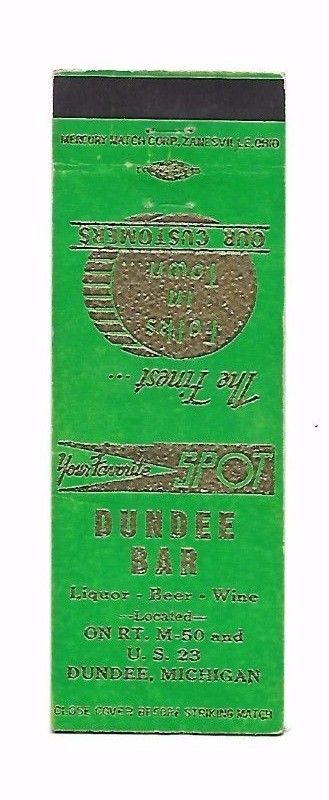 MERCURY MATCH CORP. ZANESVILLE, OHIO
The Finest...
Folks
in
Town
OUR CUSTOMERS
Your Favorite SPOT
DUNDEE
BAR
Liquor - Beer - Wine
—Located—
ON RT. M-50 and
U. S. 23
DUNDEE, MICHIGAN
CLOSE COVER BEFORE STRIKING MATCH